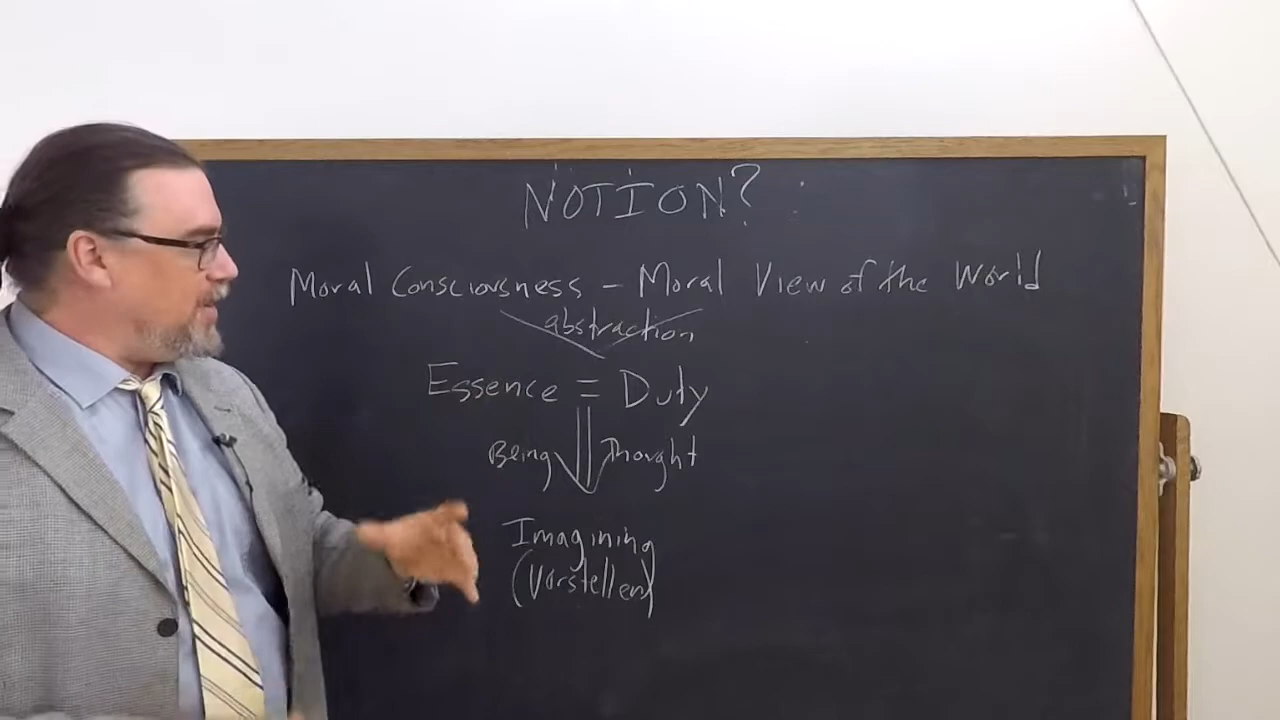 NOTION?
Moral Consciousness - Moral View of the World
abstraction
Essence = Duty
Being Thought
Imagining
(Vorstellen)